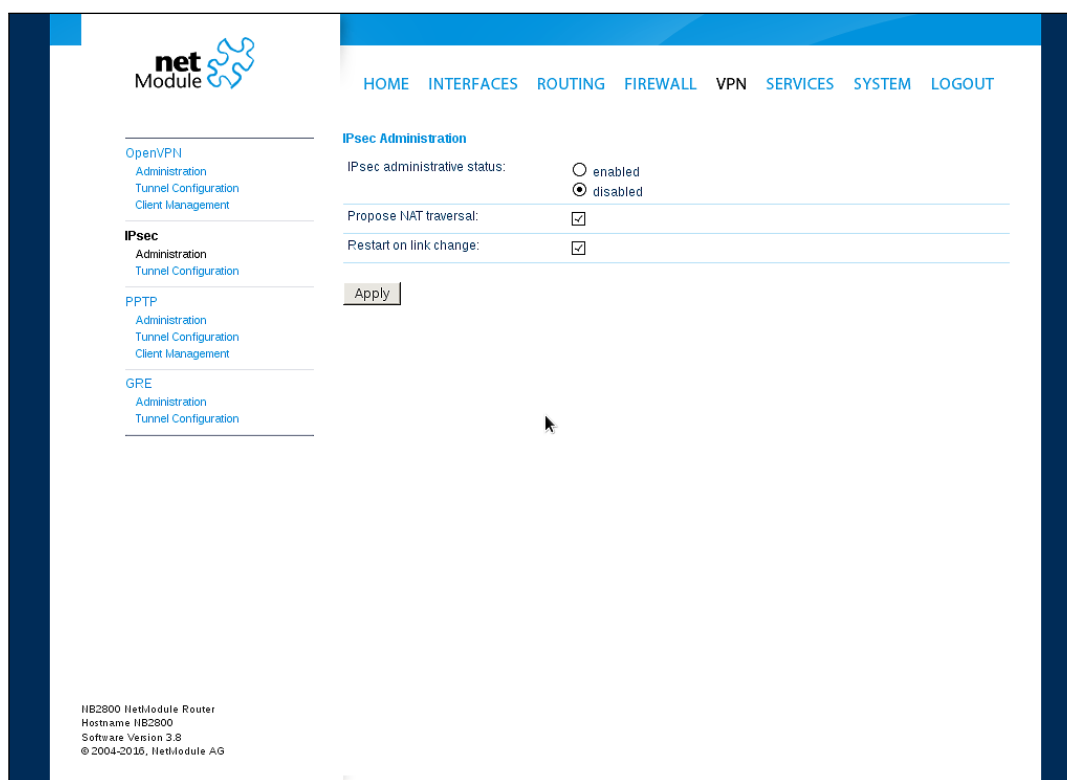 net
Module
HOME INTERFACES ROUTING FIREWALL VPN SERVICES SYSTEM LOGOUT
OpenVPN
Administration
Tunnel Configuration
Client Management
IPsec
Administration
Tunnel Configuration
PPTP
Administration
Tunnel Configuration
Client Management
GRE
Administration
Tunnel Configuration
IPsec Administration
IPsec administrative status:
enabled
disabled
Propose NAT traversal:
Restart on link change:
Apply
NB2800 NetModule Router
Hostname NB2800
Software Version 3.8
© 2004-2016, NetModule AG